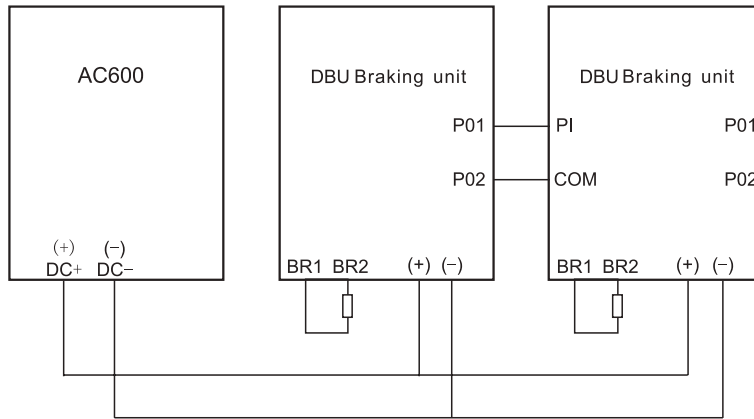 AC600
(+) (−)
DC+ DC−
DBU Braking unit
P01
P02
BR1 BR2 (+) (−)
DBU Braking unit
PI P01
COM P02
BR1 BR2 (+) (−)